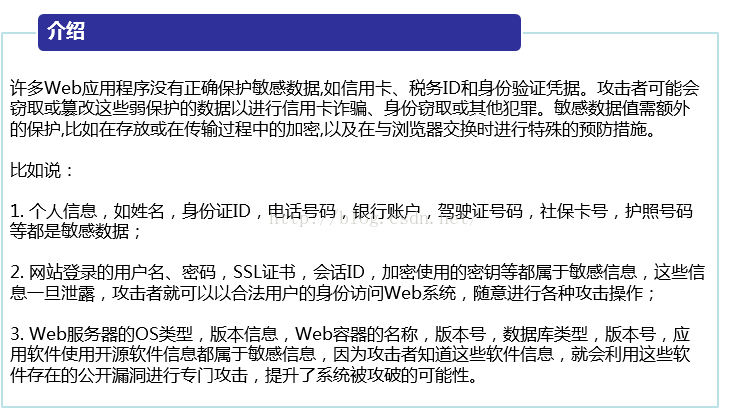 介绍
许多Web应用程序没有正确保护敏感数据,如信用卡、税务ID和身份验证凭据。攻击者可能会
窃取或篡改这些弱保护的数据以进行信用卡诈骗、身份窃取或其他犯罪。敏感数据值需额外
的保护,比如在存放或在传输过程中的加密,以及在与浏览器交换时进行特殊的预防措施。
比如说：
1. 个人信息，如姓名，身份证ID，电话号码，银行账户，驾驶证号码，社保卡号，护照号码
等都是敏感数据；
http://blog.csdn.net/
2. 网站登录的用户名、密码，SSL证书，会话ID，加密使用的密钥等都属于敏感信息，这些信
息一旦泄露，攻击者就可以以合法用户的身份访问Web系统，随意进行各种攻击操作；
3. Web服务器的OS类型，版本信息，Web容器的名称，版本号，数据库类型，版本号，应
用软件使用开源软件信息都属于敏感信息，因为攻击者知道这些软件信息，就会利用这些软
件存在的公开漏洞进行专门攻击，提升了系统被攻破的可能性。